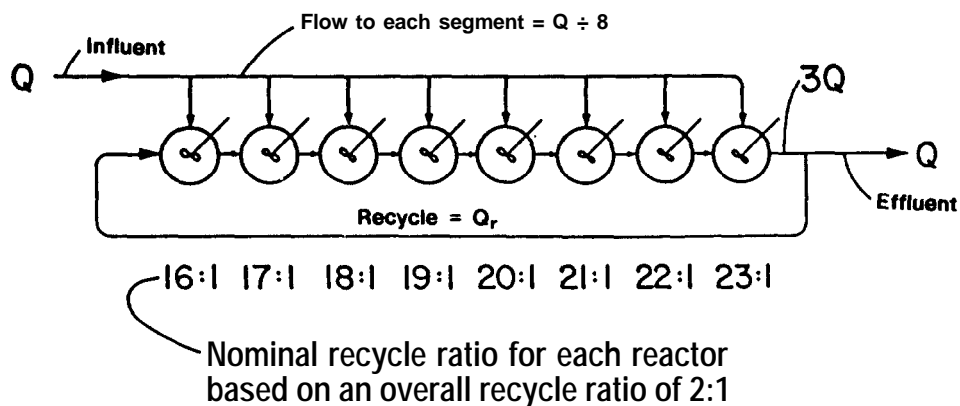 Flow to each segment = Q ÷ 8
Influent
Q
3Q
Q
Effluent
Recycle = Qᵣ
16:1 17:1 18:1 19:1 20:1 21:1 22:1 23:1
Nominal recycle ratio for each reactor
based on an overall recycle ratio of 2:1